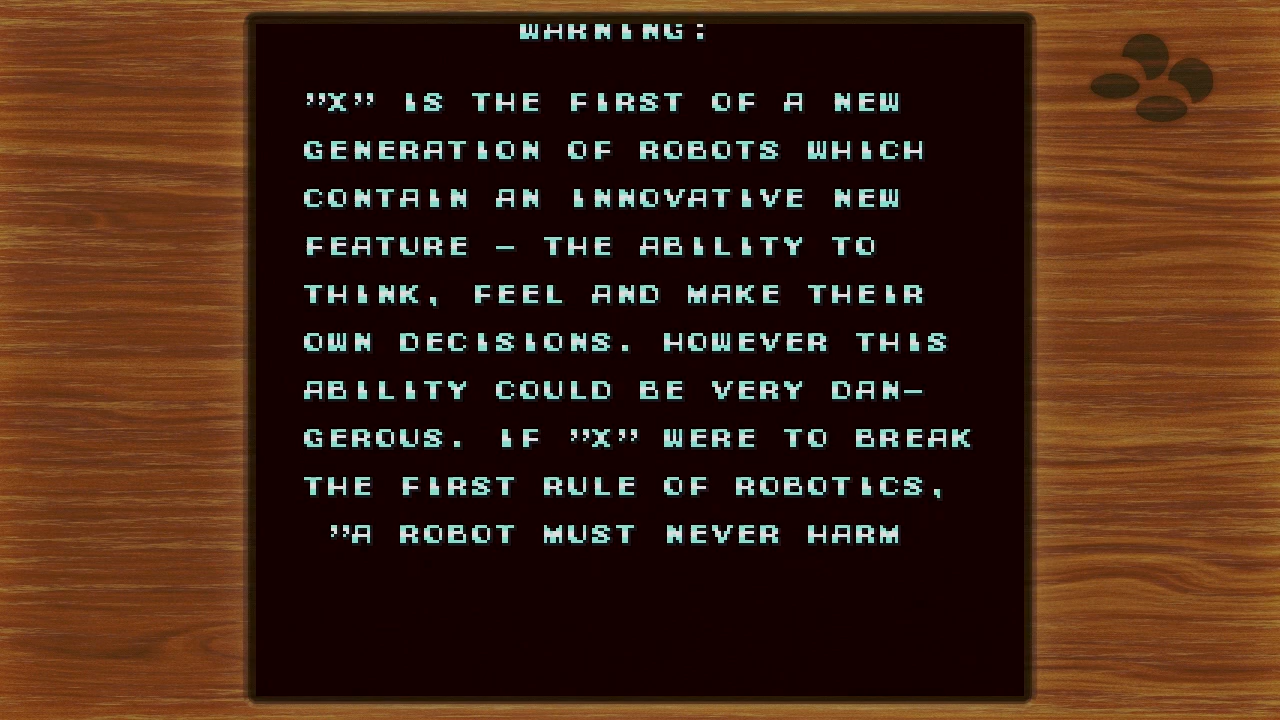 WARNING:
"X" IS THE FIRST OF A NEW
GENERATION OF ROBOTS WHICH
CONTAIN AN INNOVATIVE NEW
FEATURE – THE ABILITY TO
THINK, FEEL AND MAKE THEIR
OWN DECISIONS. HOWEVER THIS
ABILITY COULD BE VERY DAN–
GEROUS. IF "X" WERE TO BREAK
THE FIRST RULE OF ROBOTICS,
"A ROBOT MUST NEVER HARM